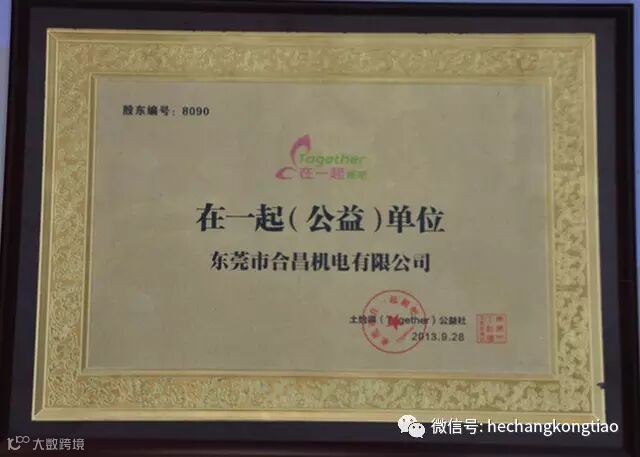 股东编号：8090
Tagether
在一起
在一起（公益）单位
东莞市合昌机电有限公司
（Together）公益社
2013.9.28
微信号: hechangkongtiao
大数跨境